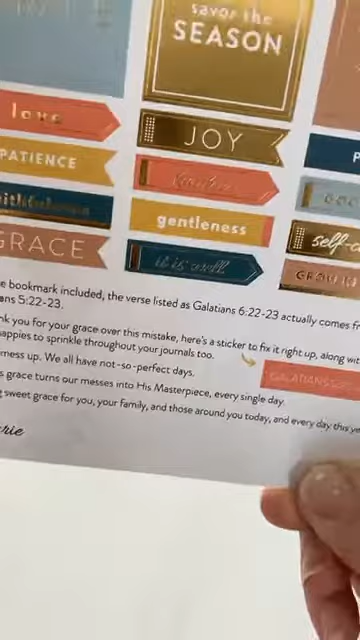 savor the
SEASON
love
JOY
PATIENCE
kindness
gentleness
faithfulness
self-c
GRACE
it is well
e bookmark included, the verse listed as Galatians 6:22-23 actually comes fr
ans 5:22-23.
nk you for your grace over this mistake, here's a sticker to fix it right up, along wit
appies to sprinkle throughout your journals too.
mess up. We all have not-so-perfect days.
s grace turns our messes into His Masterpiece, every single day.
g sweet grace for you, your family, and those around you today, and every day this ye
rie